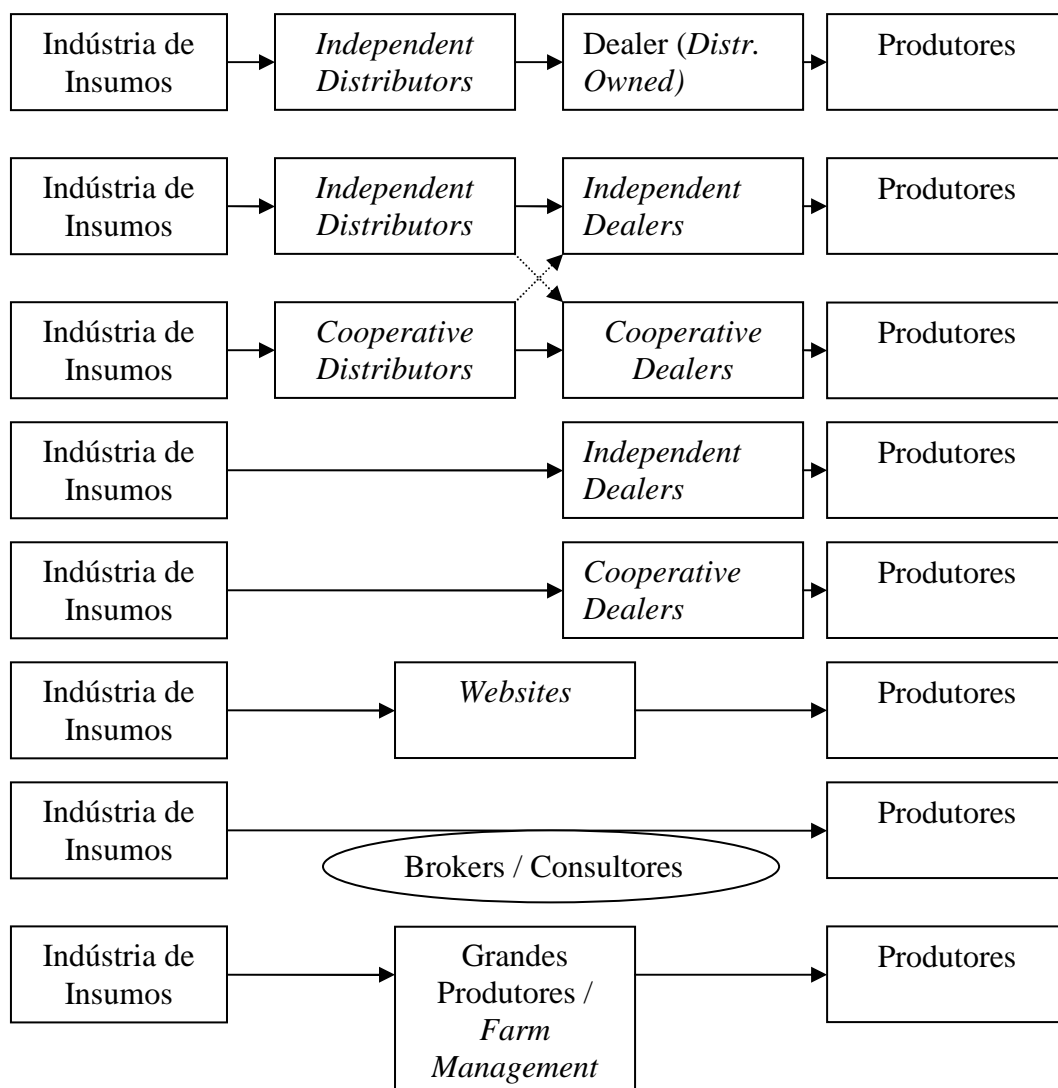 Indústria de
Insumos
Independent
Distributors
Dealer (Distr.
Owned)
Produtores
Indústria de
Insumos
Independent
Distributors
Independent
Dealers
Produtores
Indústria de
Insumos
Cooperative
Distributors
Cooperative
Dealers
Produtores
Indústria de
Insumos
Independent
Dealers
Produtores
Indústria de
Insumos
Cooperative
Dealers
Produtores
Indústria de
Insumos
Websites
Produtores
Indústria de
Insumos
Brokers / Consultores
Produtores
Indústria de
Insumos
Grandes
Produtores /
Farm
Management
Produtores